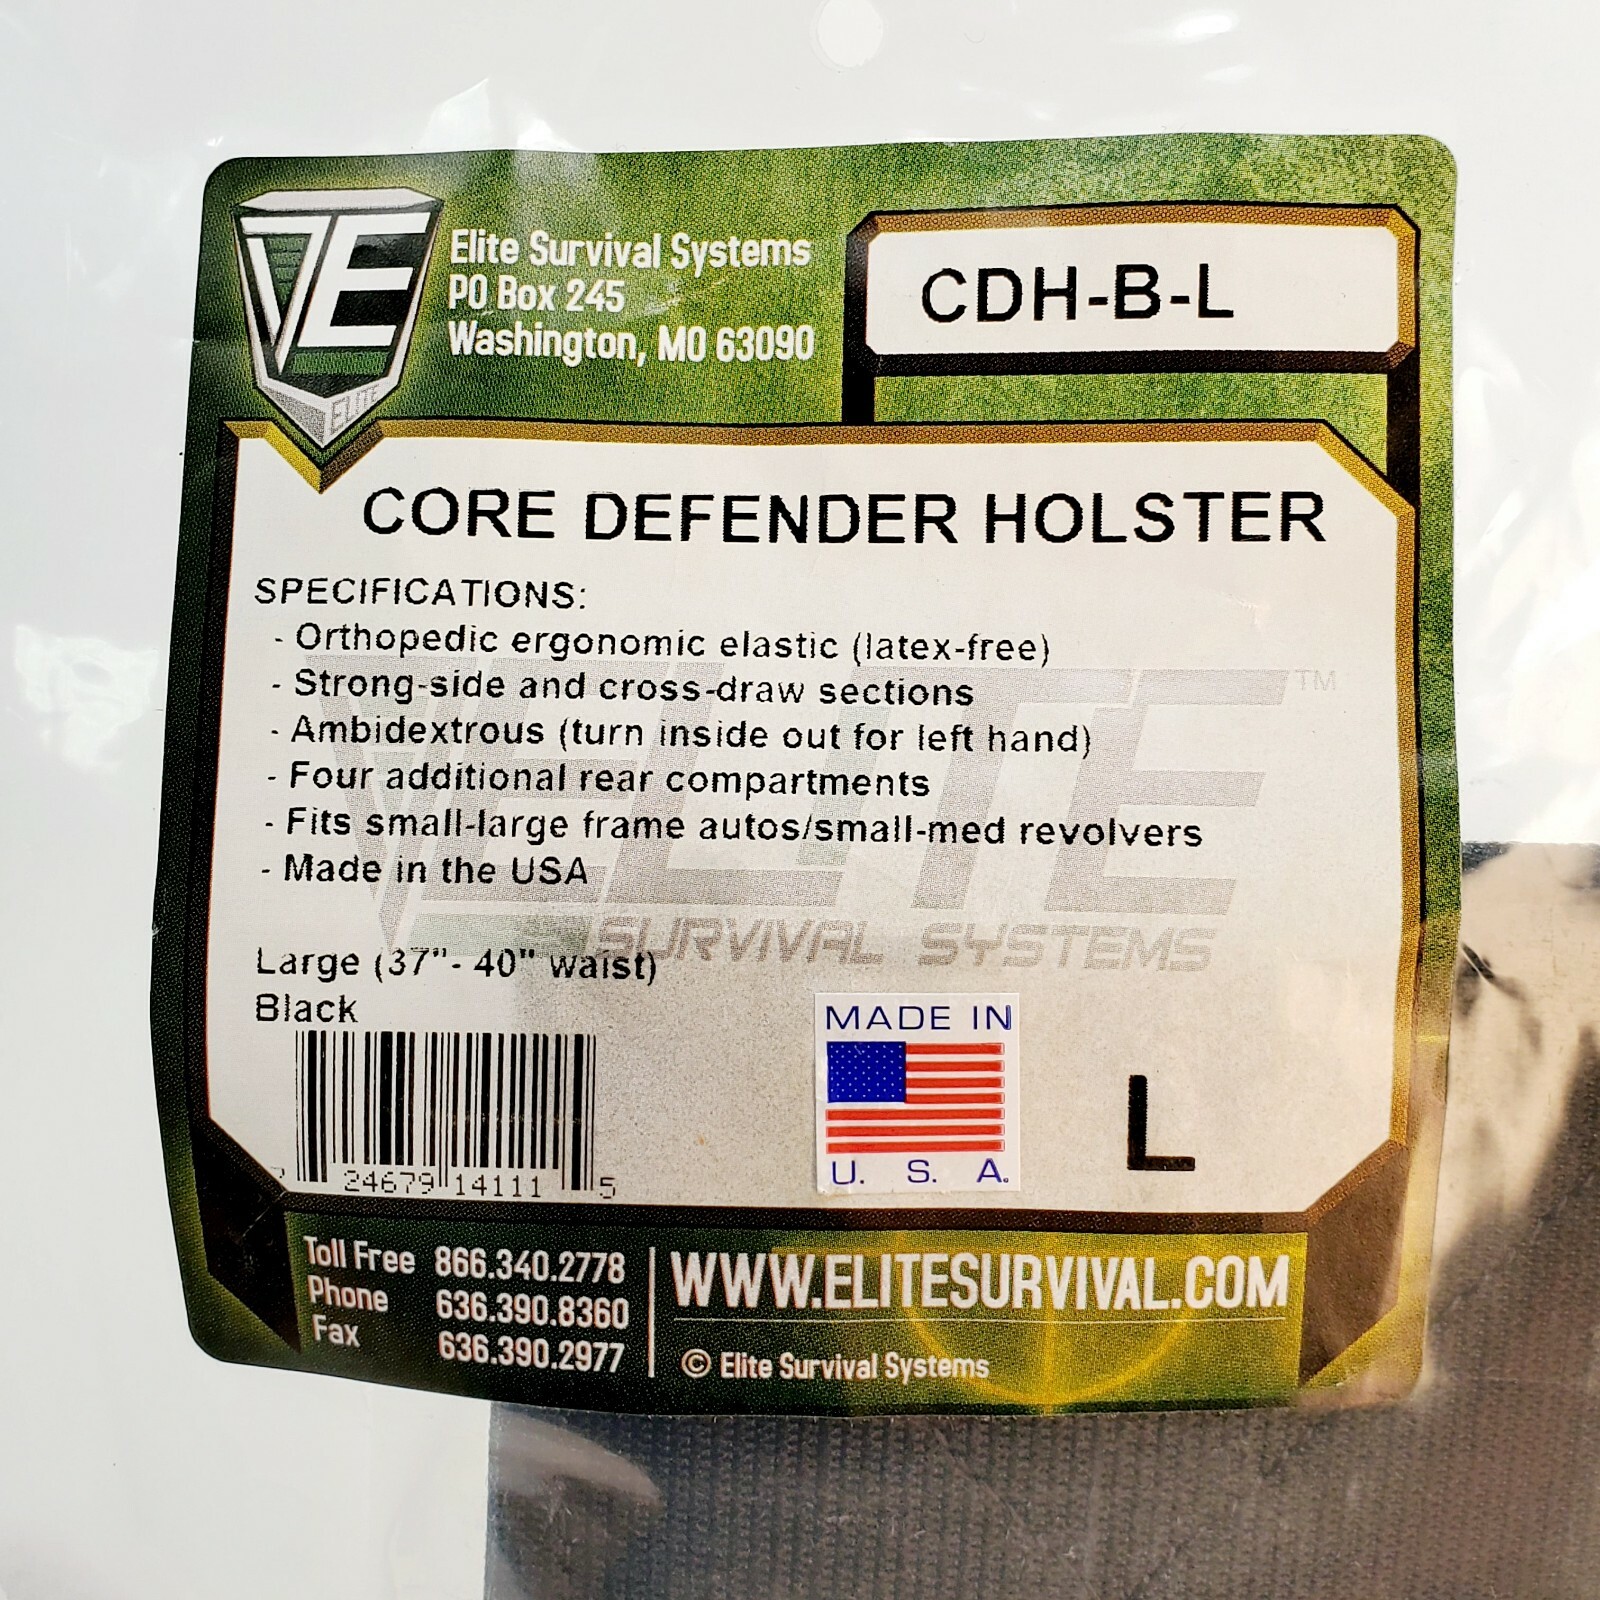 Elite Survival Systems
PO Box 245
Washington, MO 63090
CDH-B-L
ELITE
CORE DEFENDER HOLSTER
SPECIFICATIONS:
- Orthopedic ergonomic elastic (latex-free)
- Strong-side and cross-draw sections
- Ambidextrous (turn inside out for left hand)
- Four additional rear compartments
- Fits small-large frame autos/small-med revolvers
- Made in the USA
ELITE™
SURVIVAL SYSTEMS
Large (37"- 40" waist)
Black
24679 14111 5
MADE IN
U. S. A.
L
Toll Free 866.340.2778
Phone 636.390.8360
Fax 636.390.2977
WWW.ELITESURVIVAL.COM
© Elite Survival Systems